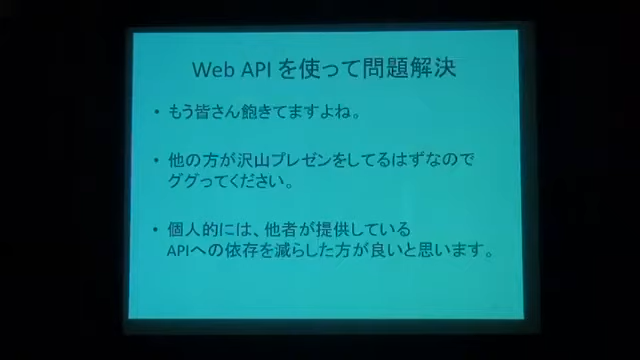 Web API を使って問題解決
• もう皆さん飽きてますよね。
• 他の方が沢山プレゼンをしてるはずなので
ググってください。
• 個人的には、他者が提供している
APIへの依存を減らした方が良いと思います。